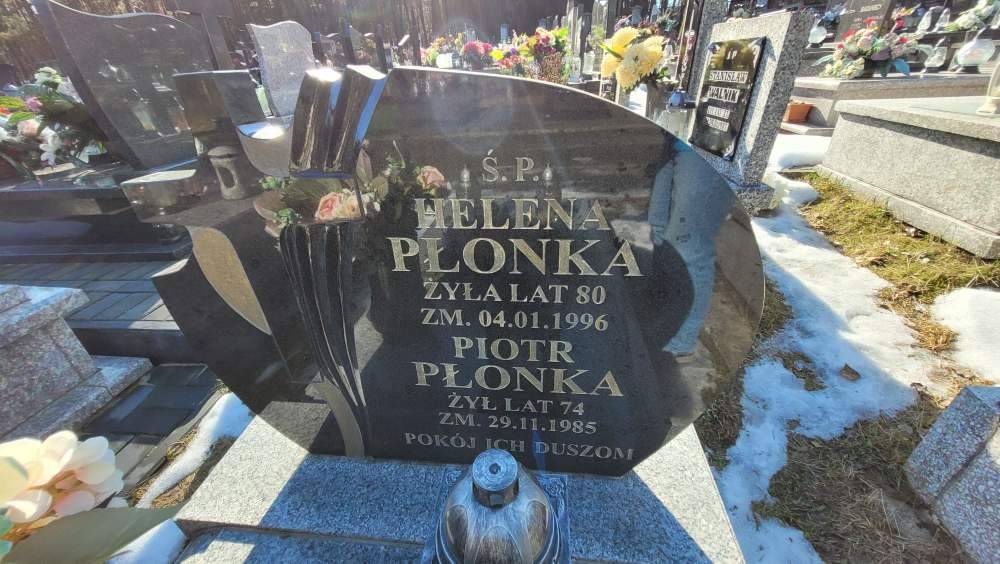 Ś.P.
HELENA
PŁONKA
ŻYŁA LAT 80
ZM. 04.01.1996
PIOTR
PŁONKA
ŻYŁ LAT 74
ZM. 29.11.1985
POKÓJ ICH DUSZOM
STANISŁAW